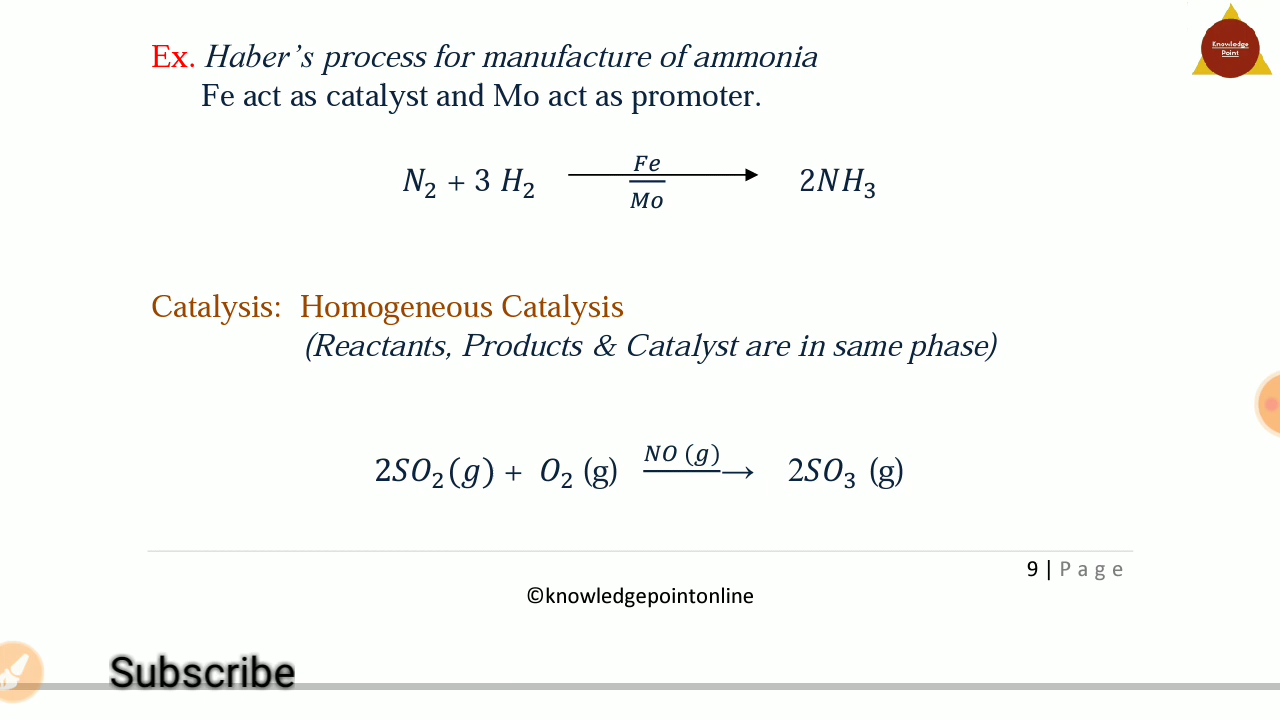 Knowledge
Point
Ex. Haber's process for manufacture of ammonia
Fe act as catalyst and Mo act as promoter.
N₂ + 3 H₂ Fe/Mo → 2NH₃
Catalysis: Homogeneous Catalysis
(Reactants, Products & Catalyst are in same phase)
2SO₂(g) + O₂ (g) NO (g) → 2SO₃ (g)
9 | Page
©knowledgepointonline
Subscribe